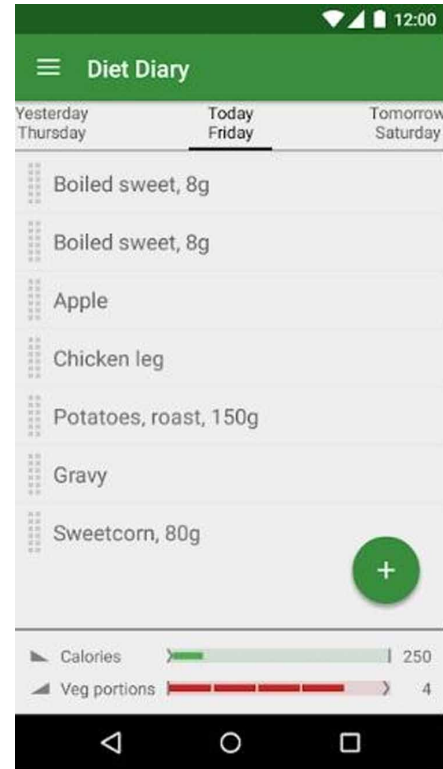 12:00
Diet Diary
Yesterday Today Tomorrow
Thursday Friday Saturday
Boiled sweet, 8g
Boiled sweet, 8g
Apple
Chicken leg
Potatoes, roast, 150g
Gravy
Sweetcorn, 80g
+
Calories 250
Veg portions 4